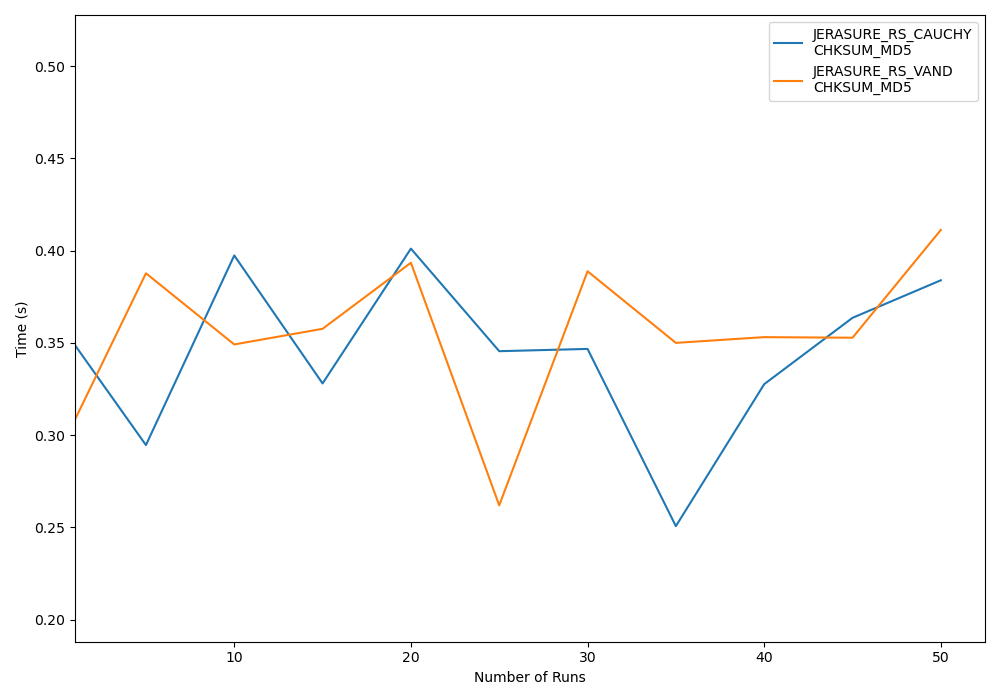 JERASURE_RS_CAUCHY
CHKSUM_MD5
JERASURE_RS_VAND
CHKSUM_MD5
0.50
0.45
0.40
0.35
0.30
0.25
0.20
Time (s)
10 20 30 40 50
Number of Runs